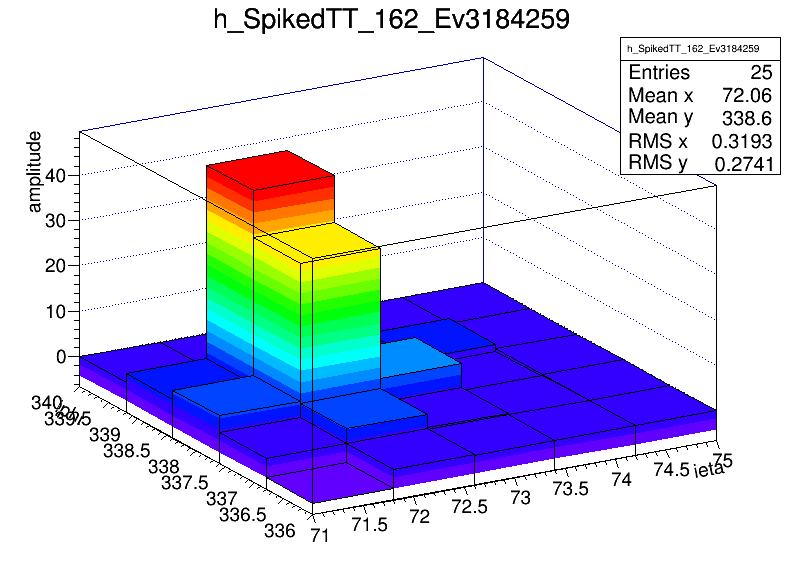 h_SpikedTT_162_Ev3184259
h_SpikedTT_162_Ev3184259
Entries 25
Mean x 72.06
Mean y 338.6
RMS x 0.3193
RMS y 0.2741
amplitude
40
30
20
10
0
340
339.5
339
338.5
338
337.5
337
336.5
336
iphi
71
71.5
72
72.5
73
73.5
74
74.5
75
ieta